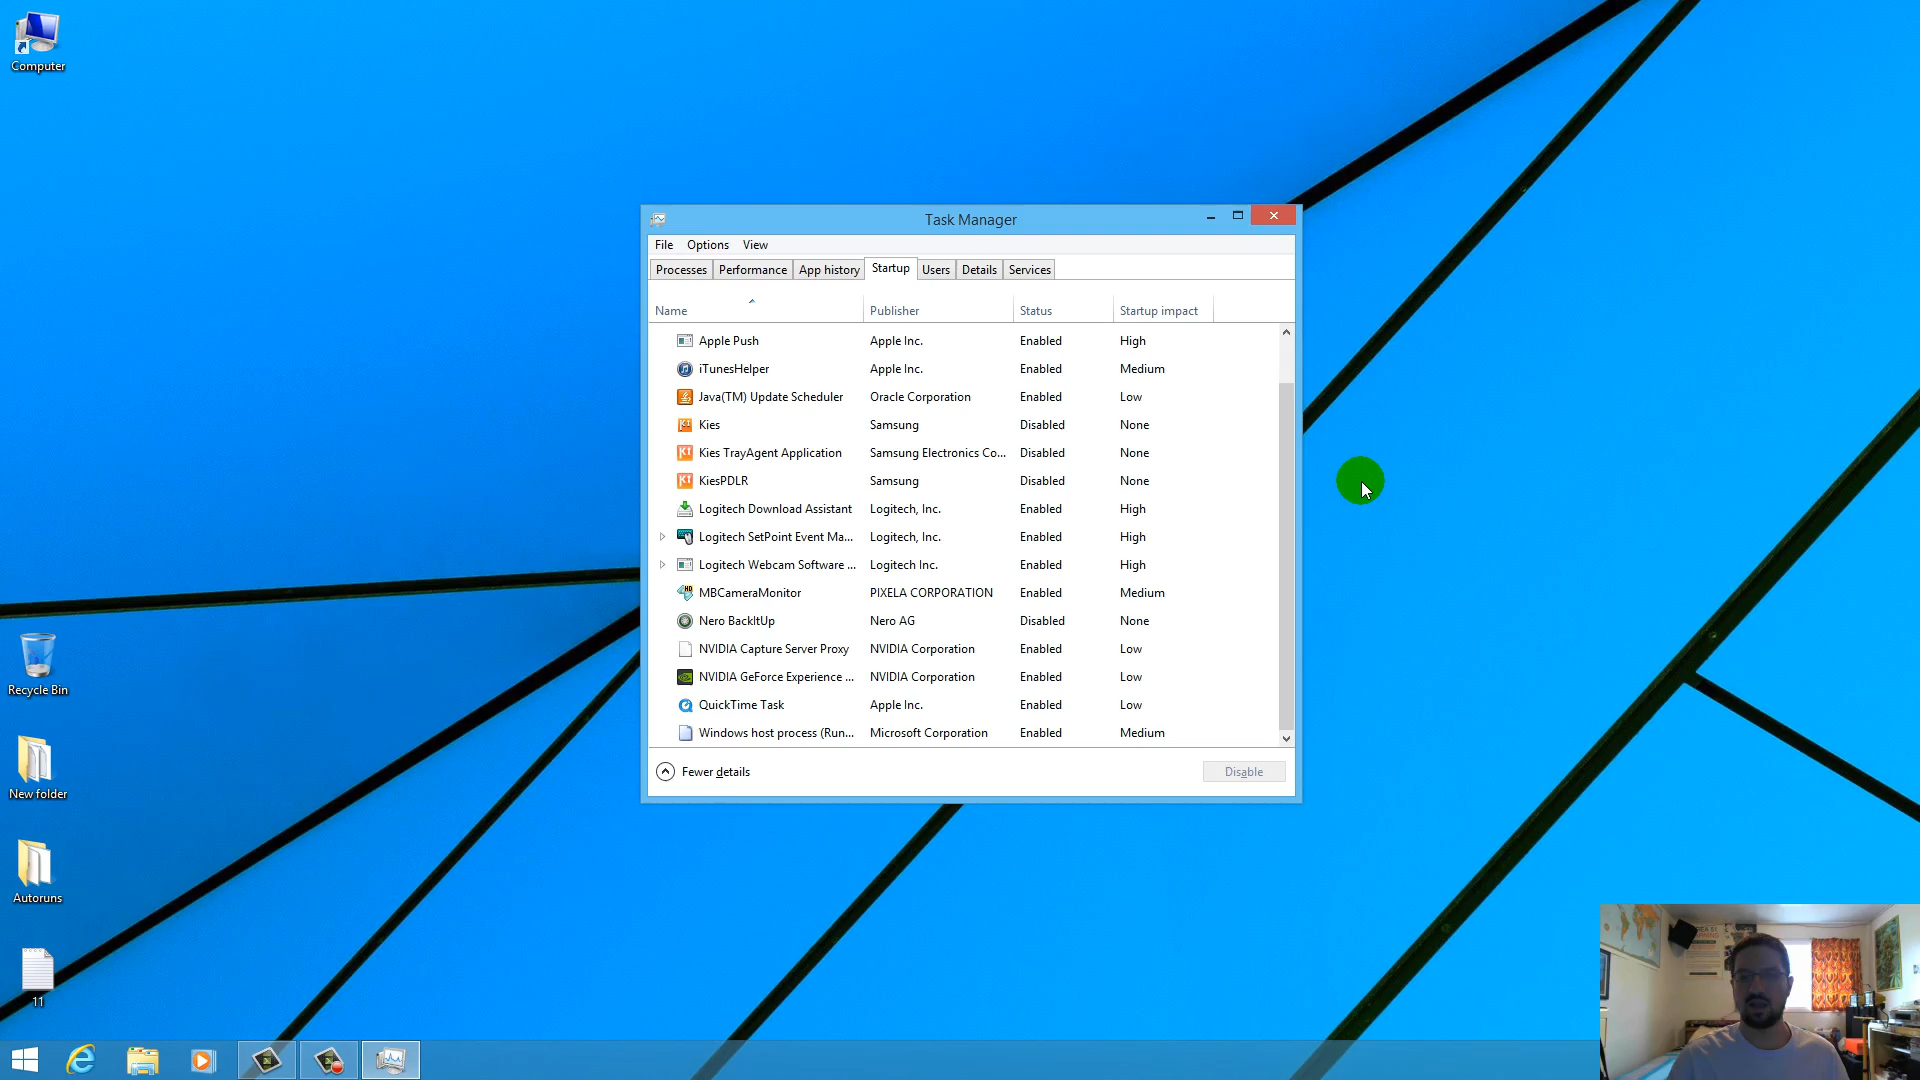 Computer
Task Manager
File Options View
Processes Performance App history Startup Users Details Services
Name Publisher Status Startup impact
Apple Push Apple Inc. Enabled High
iTunesHelper Apple Inc. Enabled Medium
Java(TM) Update Scheduler Oracle Corporation Enabled Low
Kies Samsung Disabled None
Kies TrayAgent Application Samsung Electronics Co... Disabled None
KiesPDLR Samsung Disabled None
Logitech Download Assistant Logitech, Inc. Enabled High
Logitech SetPoint Event Ma... Logitech, Inc. Enabled High
Logitech Webcam Software ... Logitech Inc. Enabled High
MBCameraMonitor PIXELA CORPORATION Enabled Medium
Nero BackItUp Nero AG Disabled None
NVIDIA Capture Server Proxy NVIDIA Corporation Enabled Low
NVIDIA GeForce Experience ... NVIDIA Corporation Enabled Low
QuickTime Task Apple Inc. Enabled Low
Windows host process (Run... Microsoft Corporation Enabled Medium
Fewer details Disable
Recycle Bin
New folder
Autoruns
11